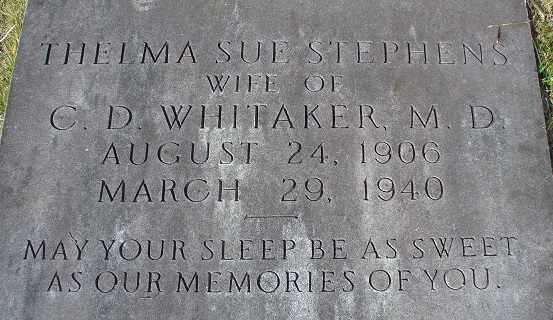 THELMA SUE STEPHENS
WIFE OF
C. D. WHITAKER, M. D.
AUGUST 24, 1906
MARCH 29, 1940
MAY YOUR SLEEP BE AS SWEET
AS OUR MEMORIES OF YOU.